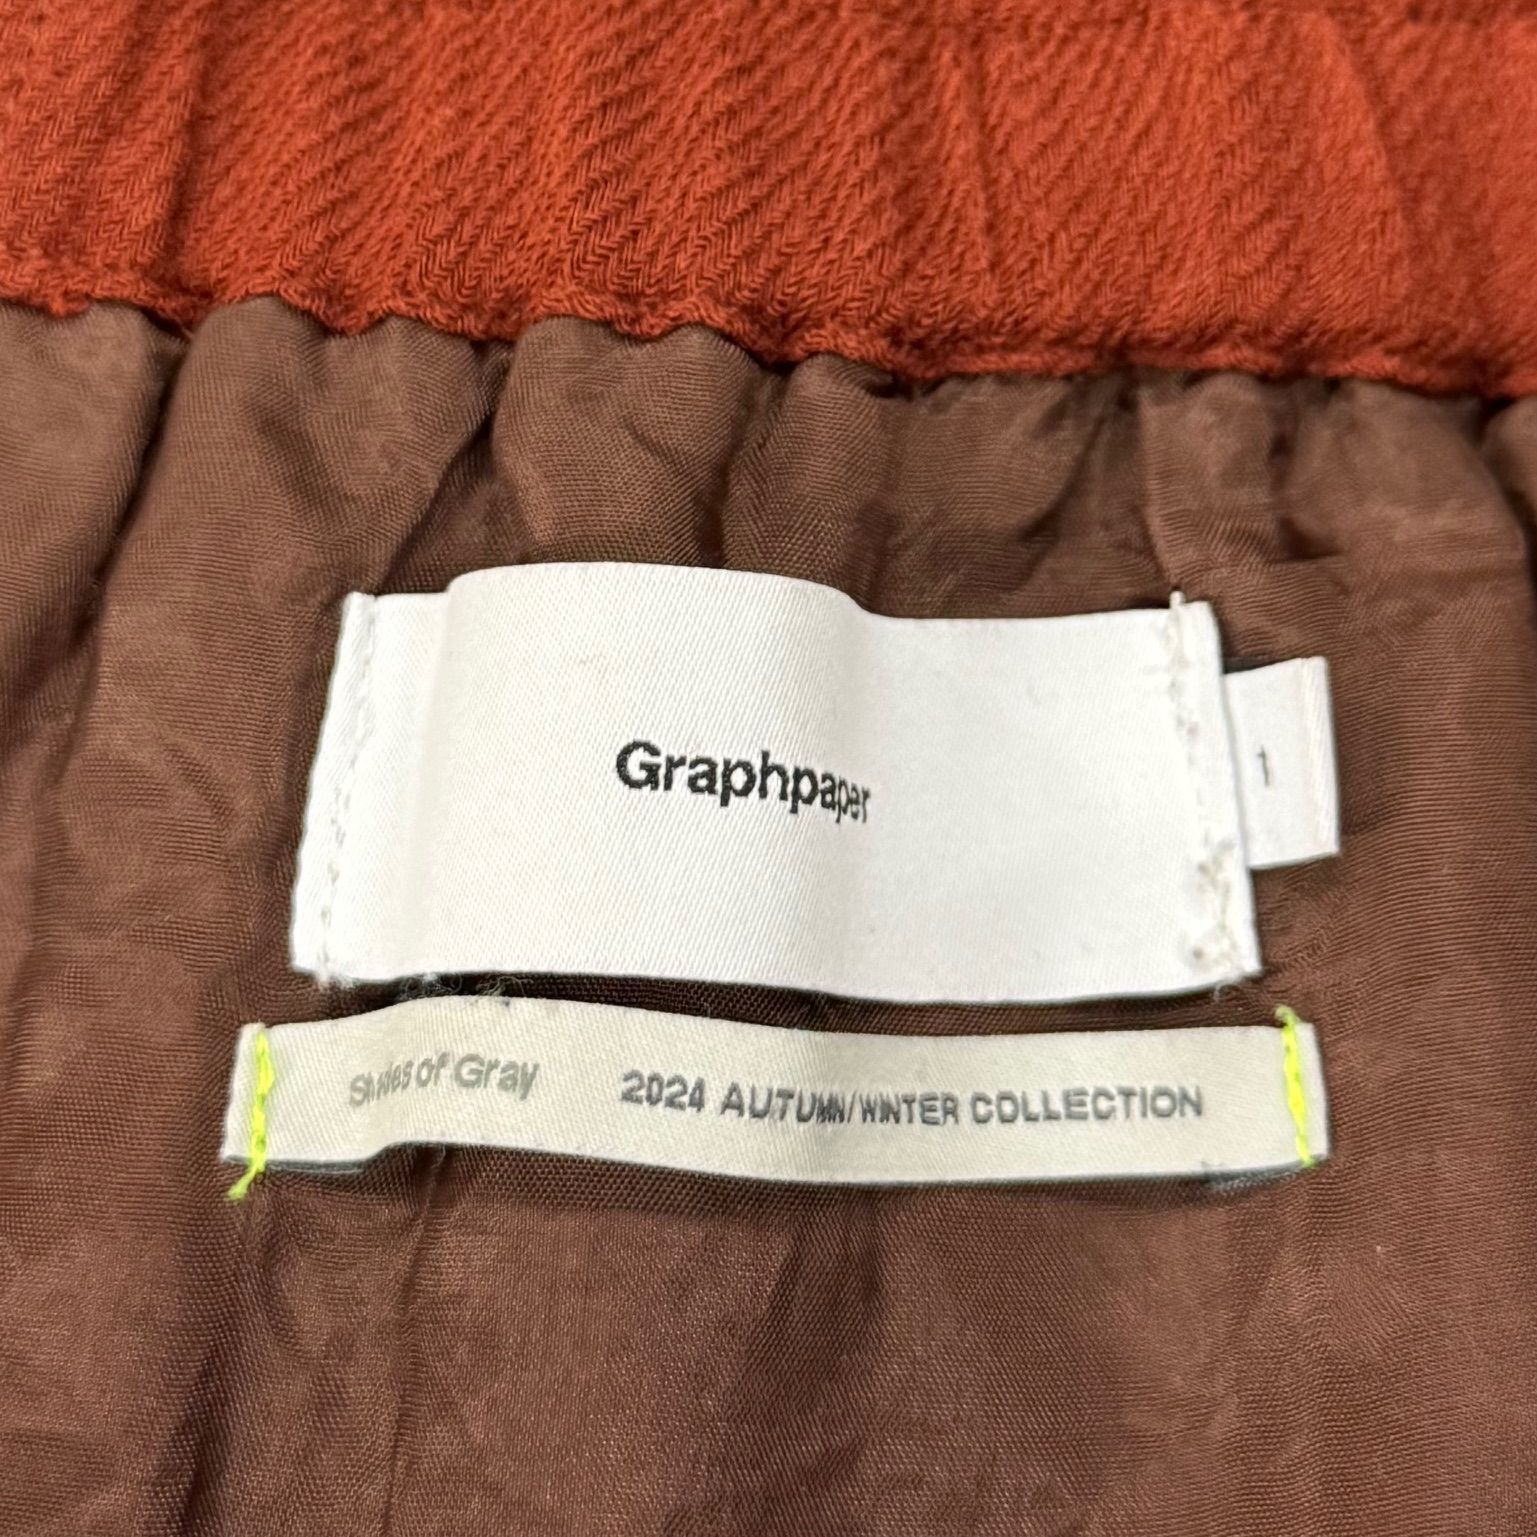 Graphpaper
1
Shades of Gray 2024 AUTUMN/WINTER COLLECTION